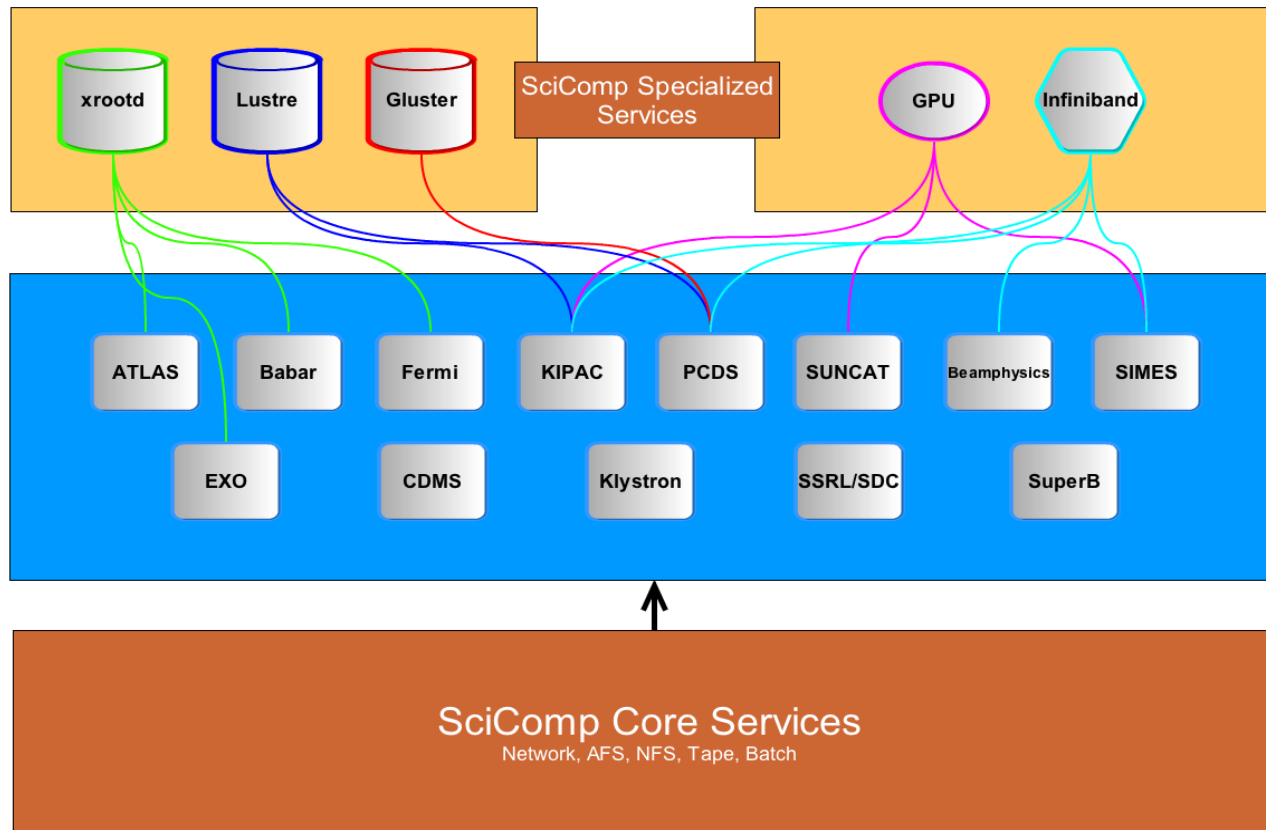 xrootd
Lustre
Gluster
SciComp Specialized
Services
GPU
Infiniband
ATLAS
Babar
Fermi
KIPAC
PCDS
SUNCAT
Beamphysics
SIMES
EXO
CDMS
Klystron
SSRL/SDC
SuperB
SciComp Core Services
Network, AFS, NFS, Tape, Batch